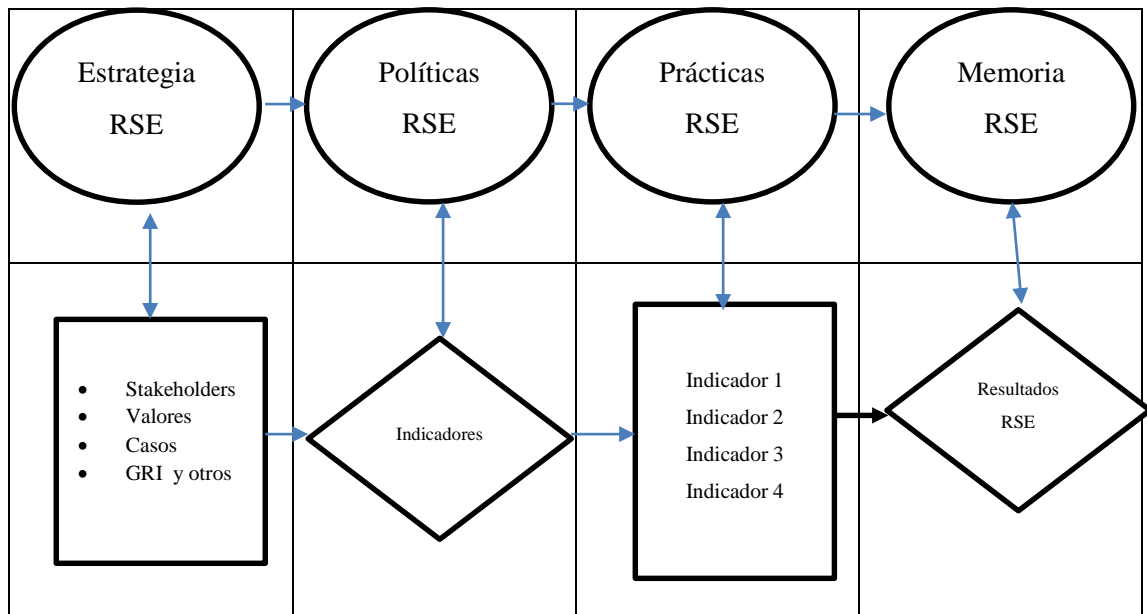 Estrategia
RSE
Políticas
RSE
Prácticas
RSE
Memoria
RSE
• Stakeholders
• Valores
• Casos
• GRI y otros
Indicadores
Indicador 1
Indicador 2
Indicador 3
Indicador 4
Resultados
RSE